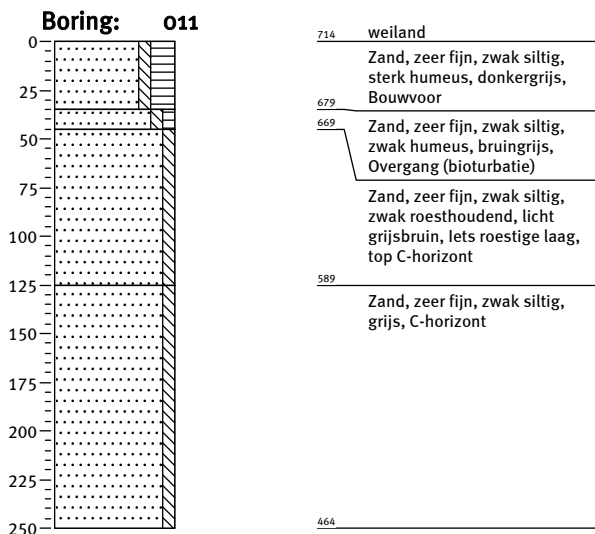 Boring: 011
0
25
50
75
100
125
150
175
200
225
250
714 weiland
Zand, zeer fijn, zwak siltig,
sterk humeus, donkergrijs,
Bouwvoor
679
Zand, zeer fijn, zwak siltig,
zwak humeus, bruingrijs,
Overgang (bioturbatie)
669
Zand, zeer fijn, zwak siltig,
zwak roesthoudend, licht
grijsbruin, Iets roestige laag,
top C-horizont
589
Zand, zeer fijn, zwak siltig,
grijs, C-horizont
464